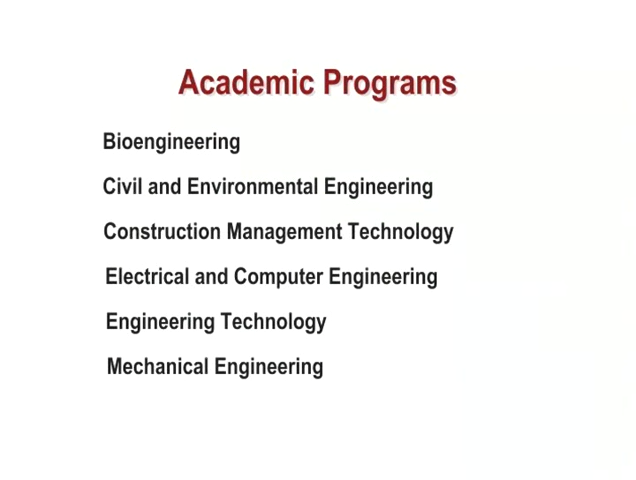 Academic Programs
Bioengineering
Civil and Environmental Engineering
Construction Management Technology
Electrical and Computer Engineering
Engineering Technology
Mechanical Engineering